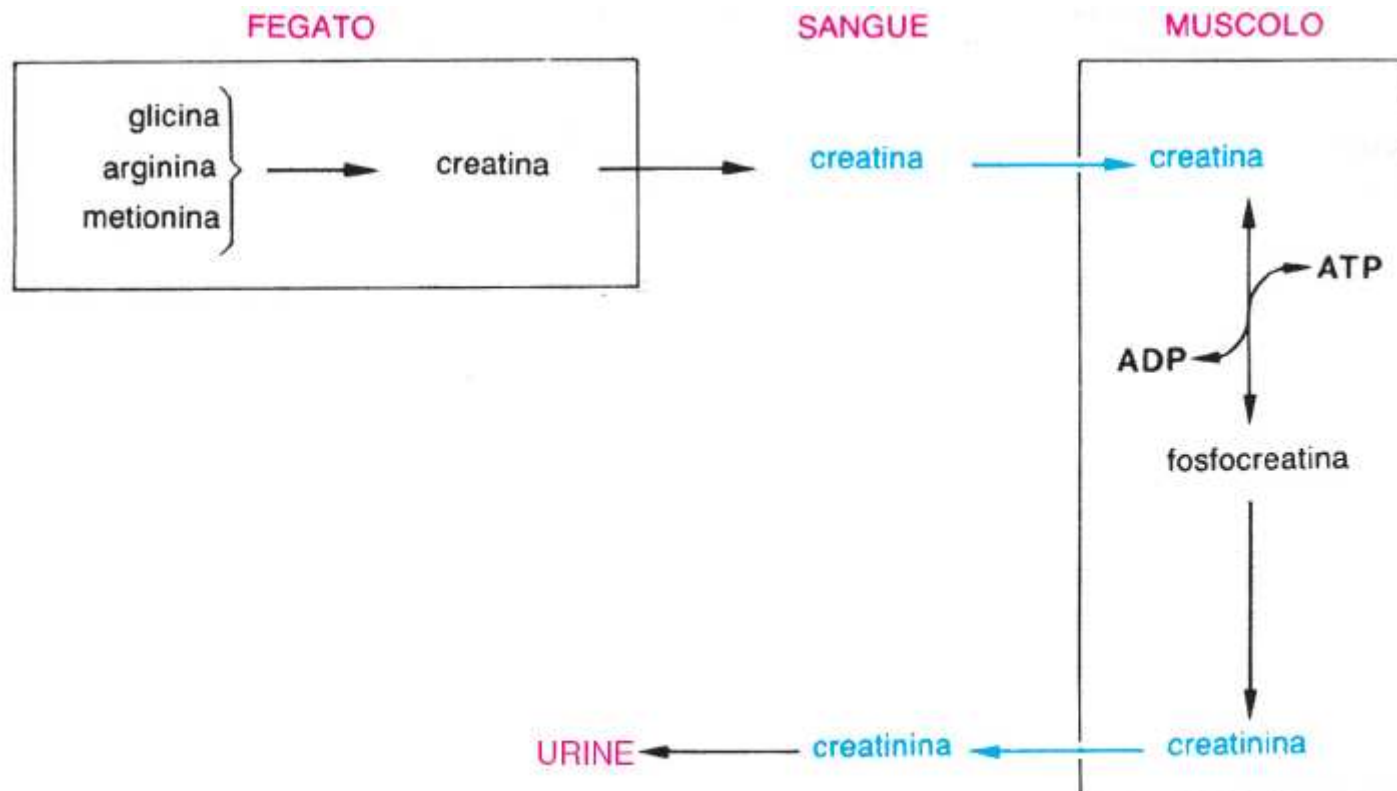 FEGATO SANGUE MUSCOLO
glicina
arginina creatina creatina creatina
metionina
ATP
ADP
fosfocreatina
URINE creatinina creatinina